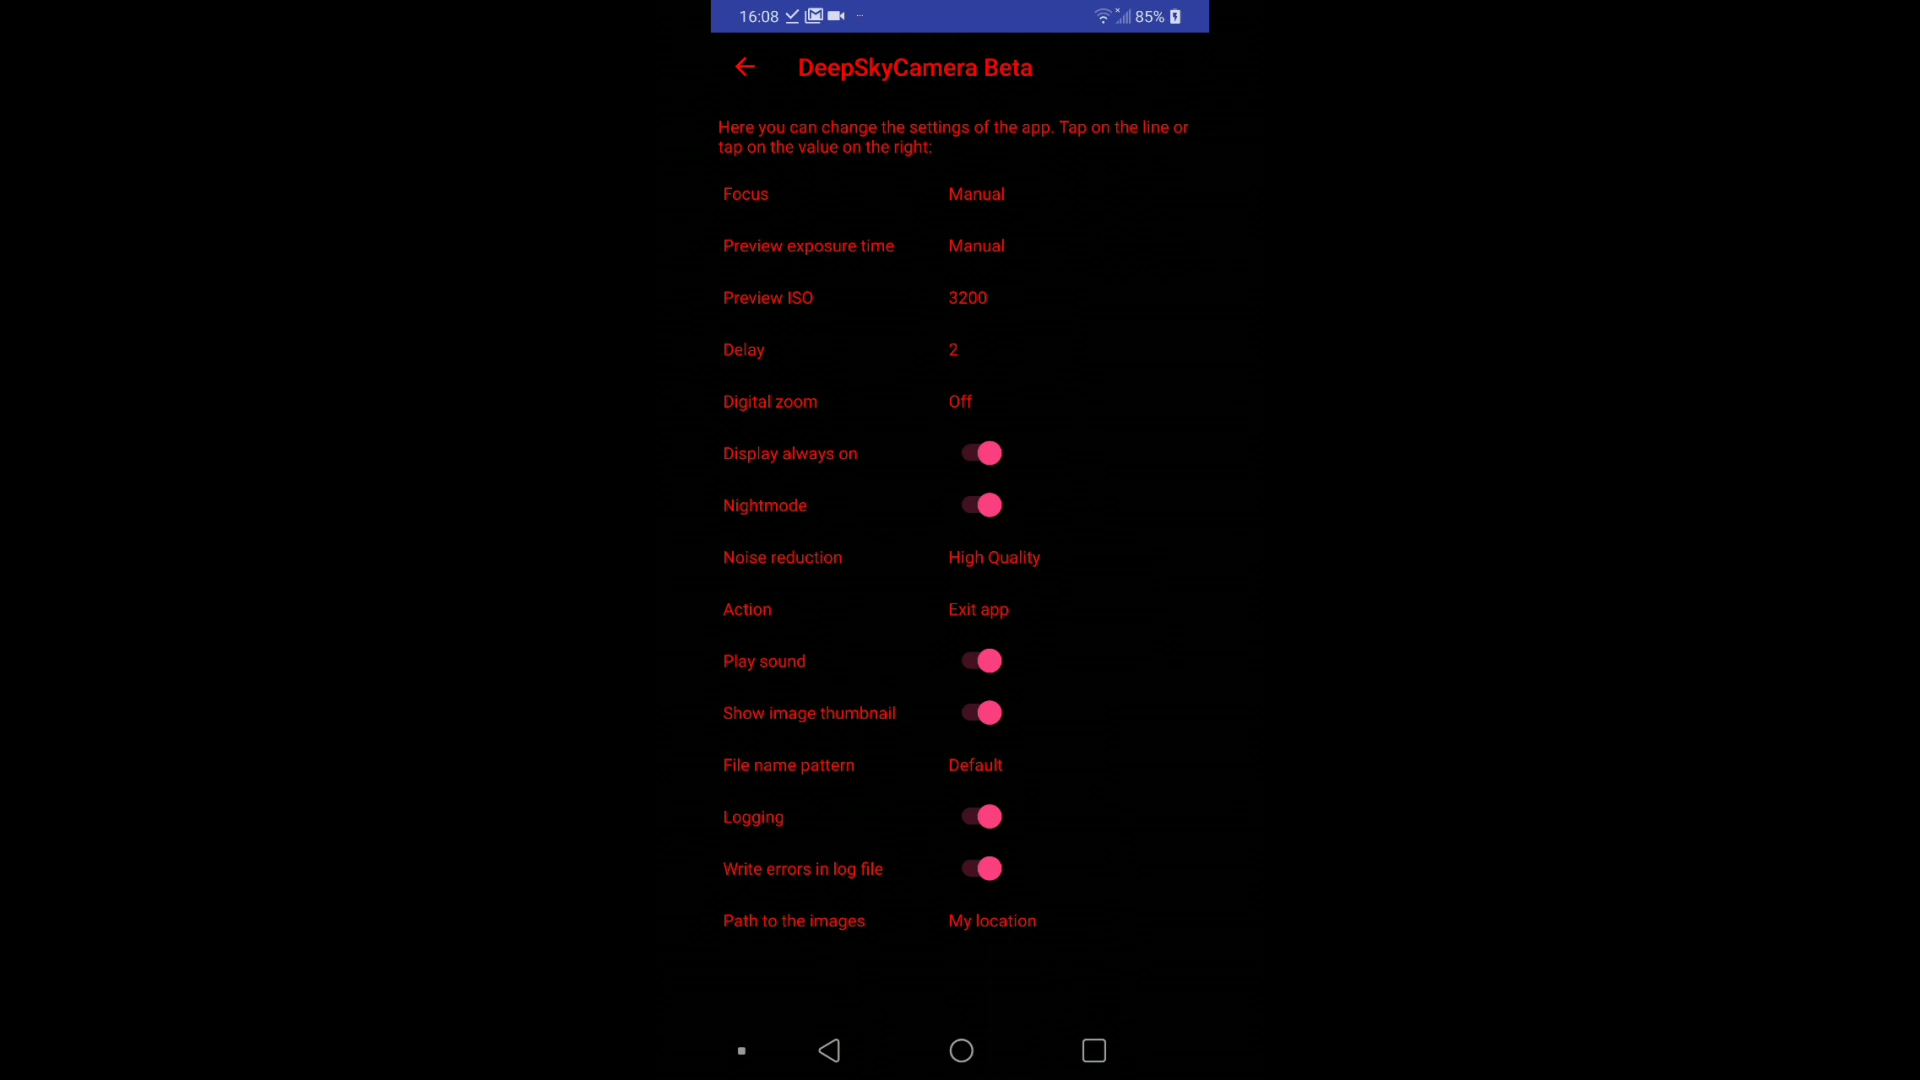 16:08
85%
DeepSkyCamera Beta
Here you can change the settings of the app. Tap on the line or
tap on the value on the right:
Focus Manual
Preview exposure time Manual
Preview ISO 3200
Delay 2
Digital zoom Off
Display always on
Nightmode
Noise reduction High Quality
Action Exit app
Play sound
Show image thumbnail
File name pattern Default
Logging
Write errors in log file
Path to the images My location